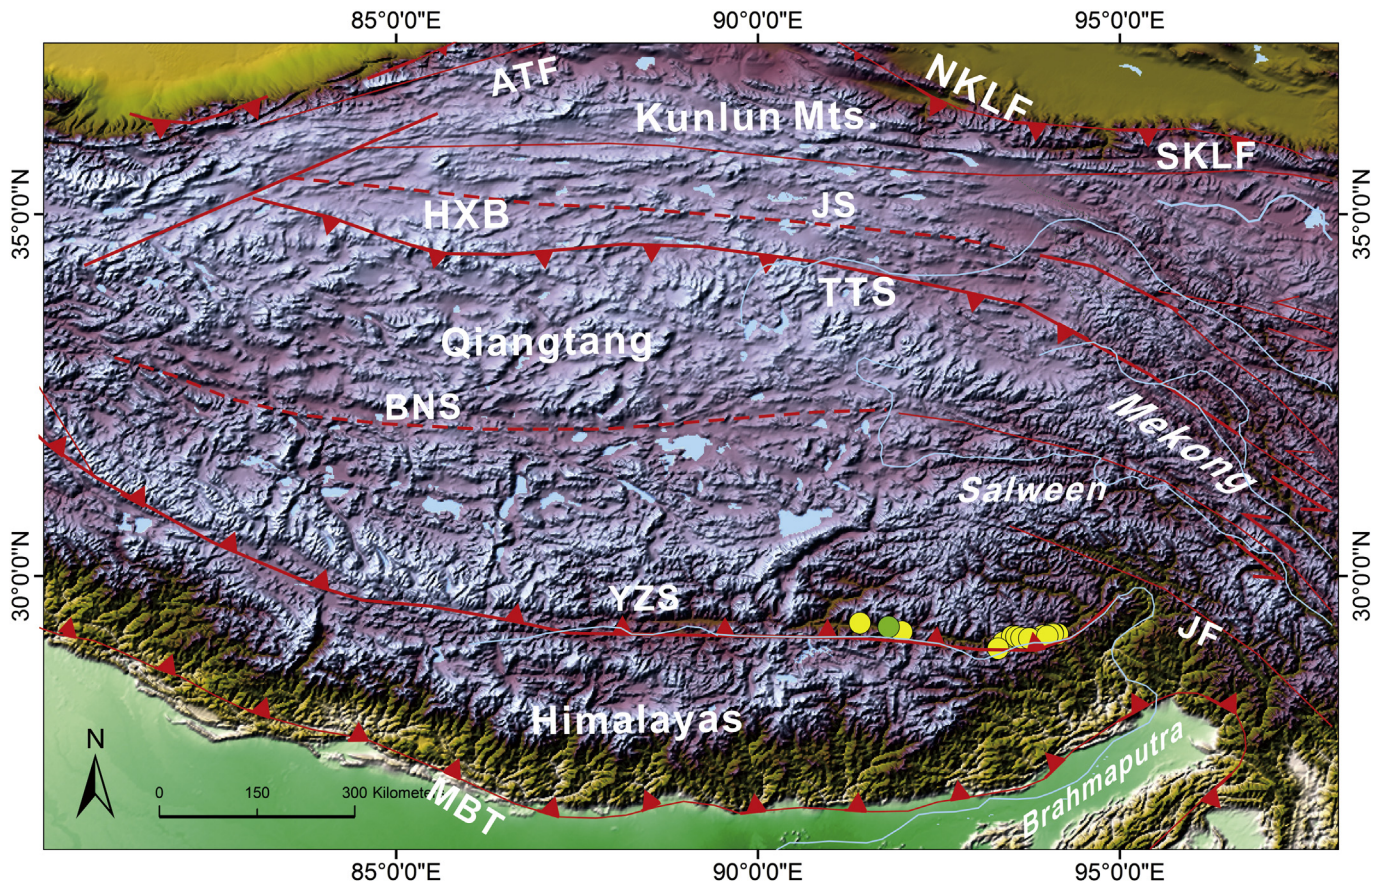 85°0'0"E
90°0'0"E
95°0'0"E
ATF
NKLF
Kunlun Mts.
SKLF
35°0'0"N
35°0'0"N
HXB
JS
TTS
Qiangtang
BNS
Mekong
Salween
30°0'0"N
30°0'0"N
YZS
JF
Himalayas
N
Brahmaputra
0
150
300 Kilometer
MBT
85°0'0"E
90°0'0"E
95°0'0"E